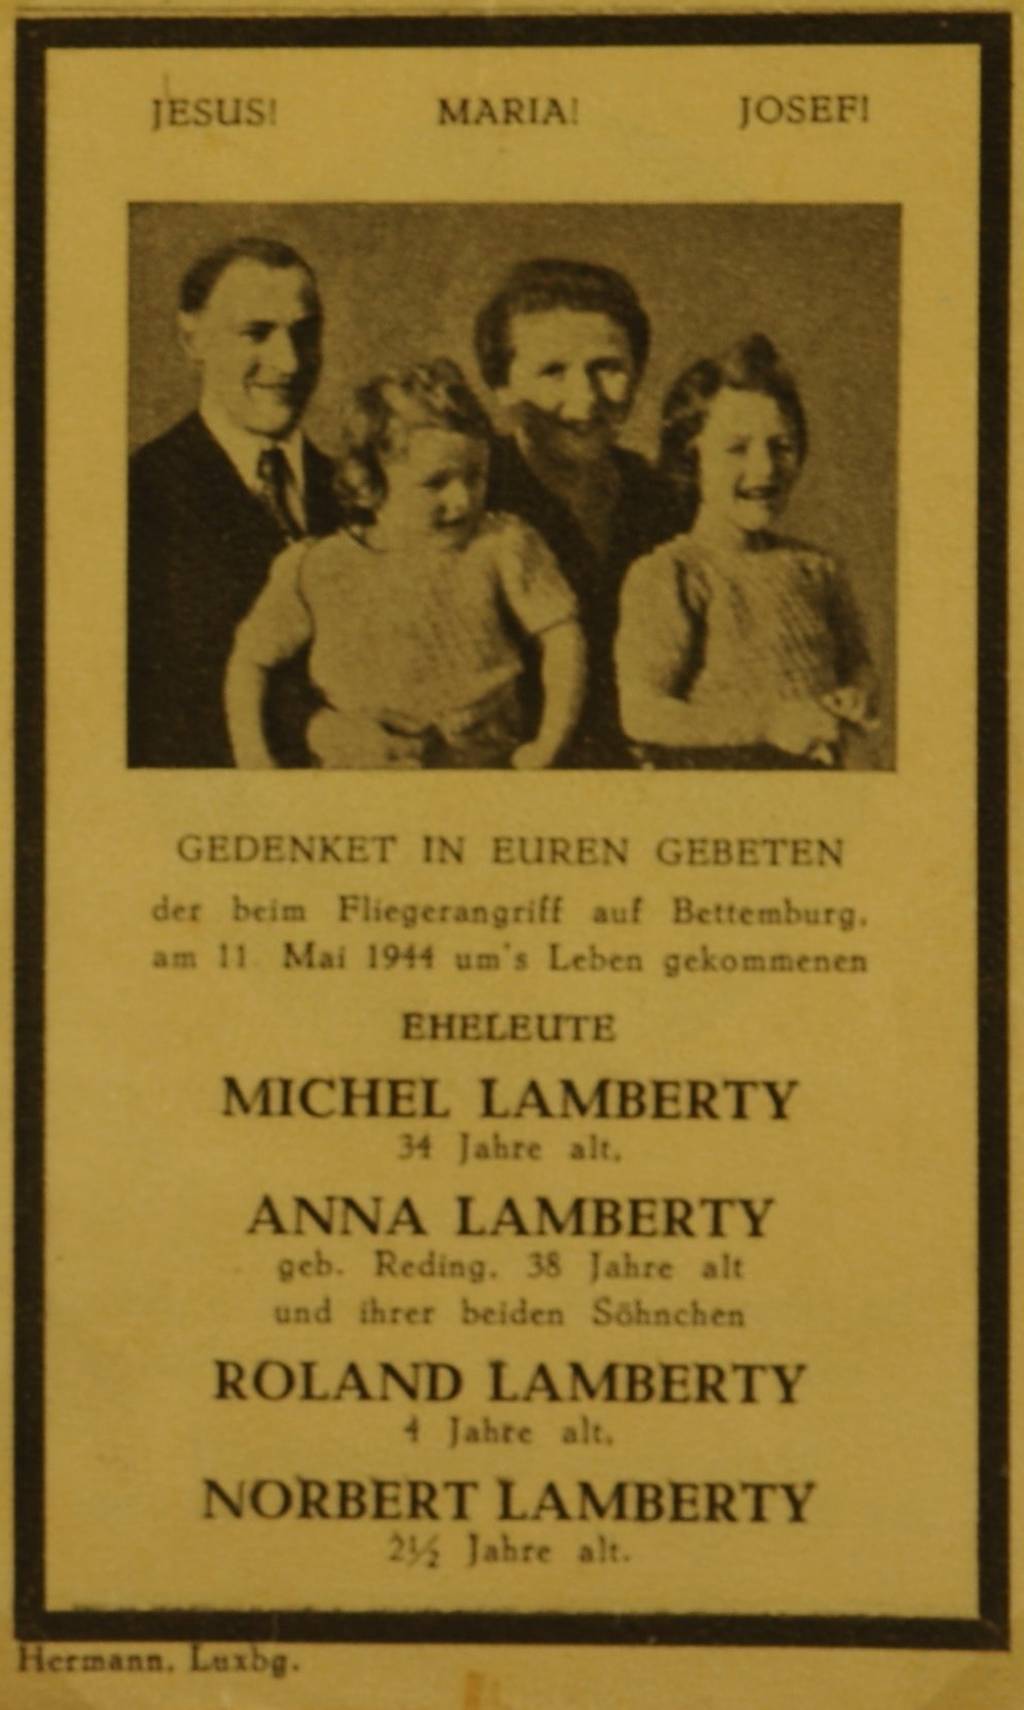 JESUS! MARIA! JOSEF!
GEDENKET IN EUREN GEBETEN
der beim Fliegerangriff auf Bettemburg,
am 11. Mai 1944 um's Leben gekommenen
EHELEUTE
MICHEL LAMBERTY
34 Jahre alt,
ANNA LAMBERTY
geb. Reding, 38 Jahre alt
und ihrer beiden Söhnchen
ROLAND LAMBERTY
4 Jahre alt,
NORBERT LAMBERTY
2½ Jahre alt.
Hermann, Luxbg.